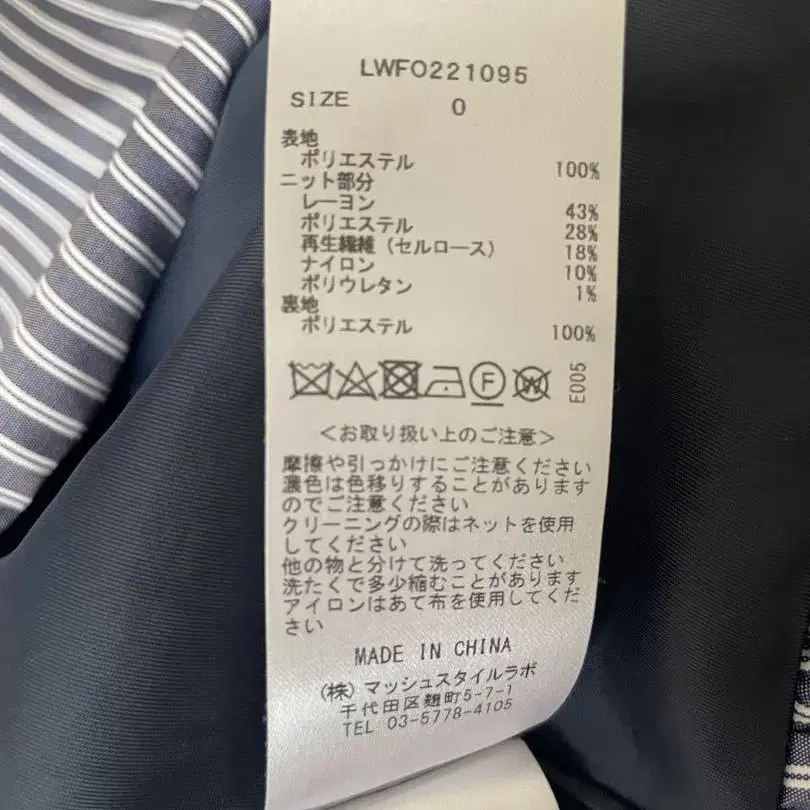 LWFO221095
SIZE 0
表地
ポリエステル 100%
ニット部分
レーヨン 43%
ポリエステル 28%
再生繊維（セルロース） 18%
ナイロン 10%
ポリウレタン 1%
裏地
ポリエステル 100%
F W E005
＜お取り扱い上のご注意＞
摩擦や引っかけにご注意ください
濃色は色移りすることがあります
のでご注意ください
クリーニングの際はネットを使用
してください
他の物と分けて洗ってください
洗たくで多少縮むことがあります
アイロンはあて布を使用してくだ
さい
MADE IN CHINA
(株) マッシュスタイルラボ
千代田区麹町5-7-1
TEL 03-5778-4105